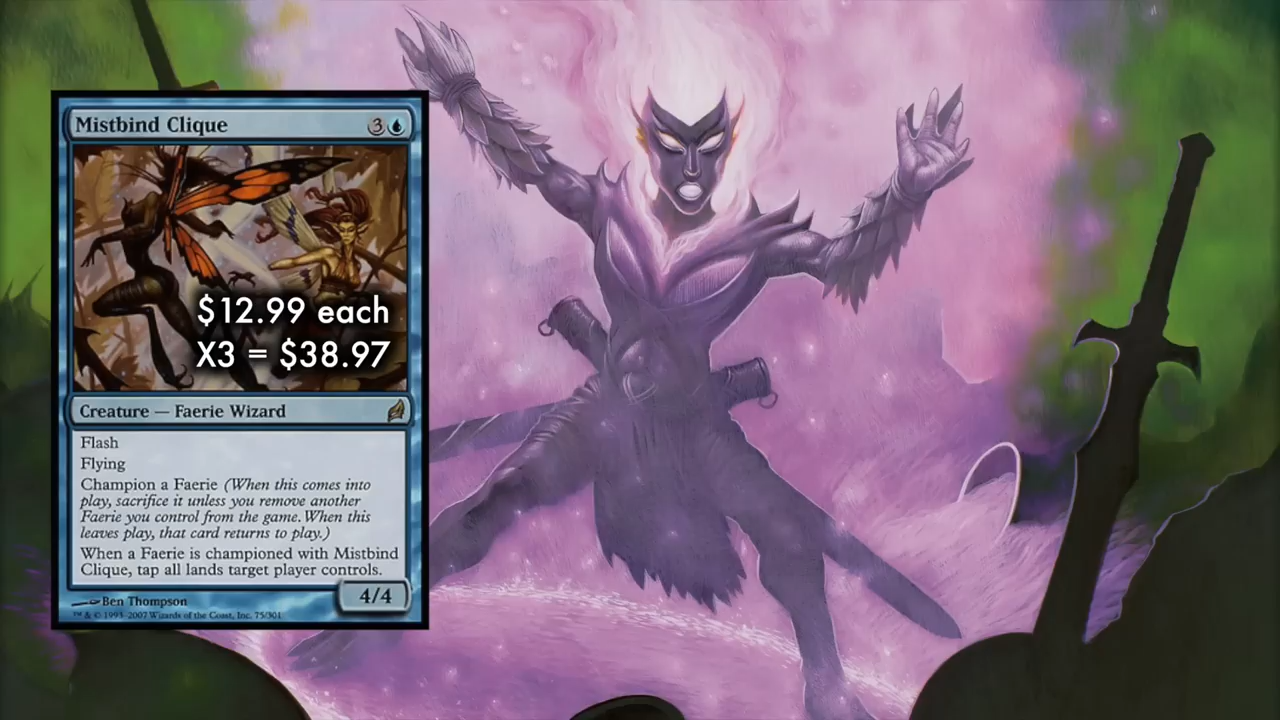 Mistbind Clique 3
$12.99 each
X3 = $38.97
Creature — Faerie Wizard
Flash
Flying
Champion a Faerie (When this comes into
play, sacrifice it unless you remove another
Faerie you control from the game. When this
leaves play, that card returns to play.)
When a Faerie is championed with Mistbind
Clique, tap all lands target player controls.
4/4
Ben Thompson
™ & © 1993–2007 Wizards of the Coast, Inc. 75/301